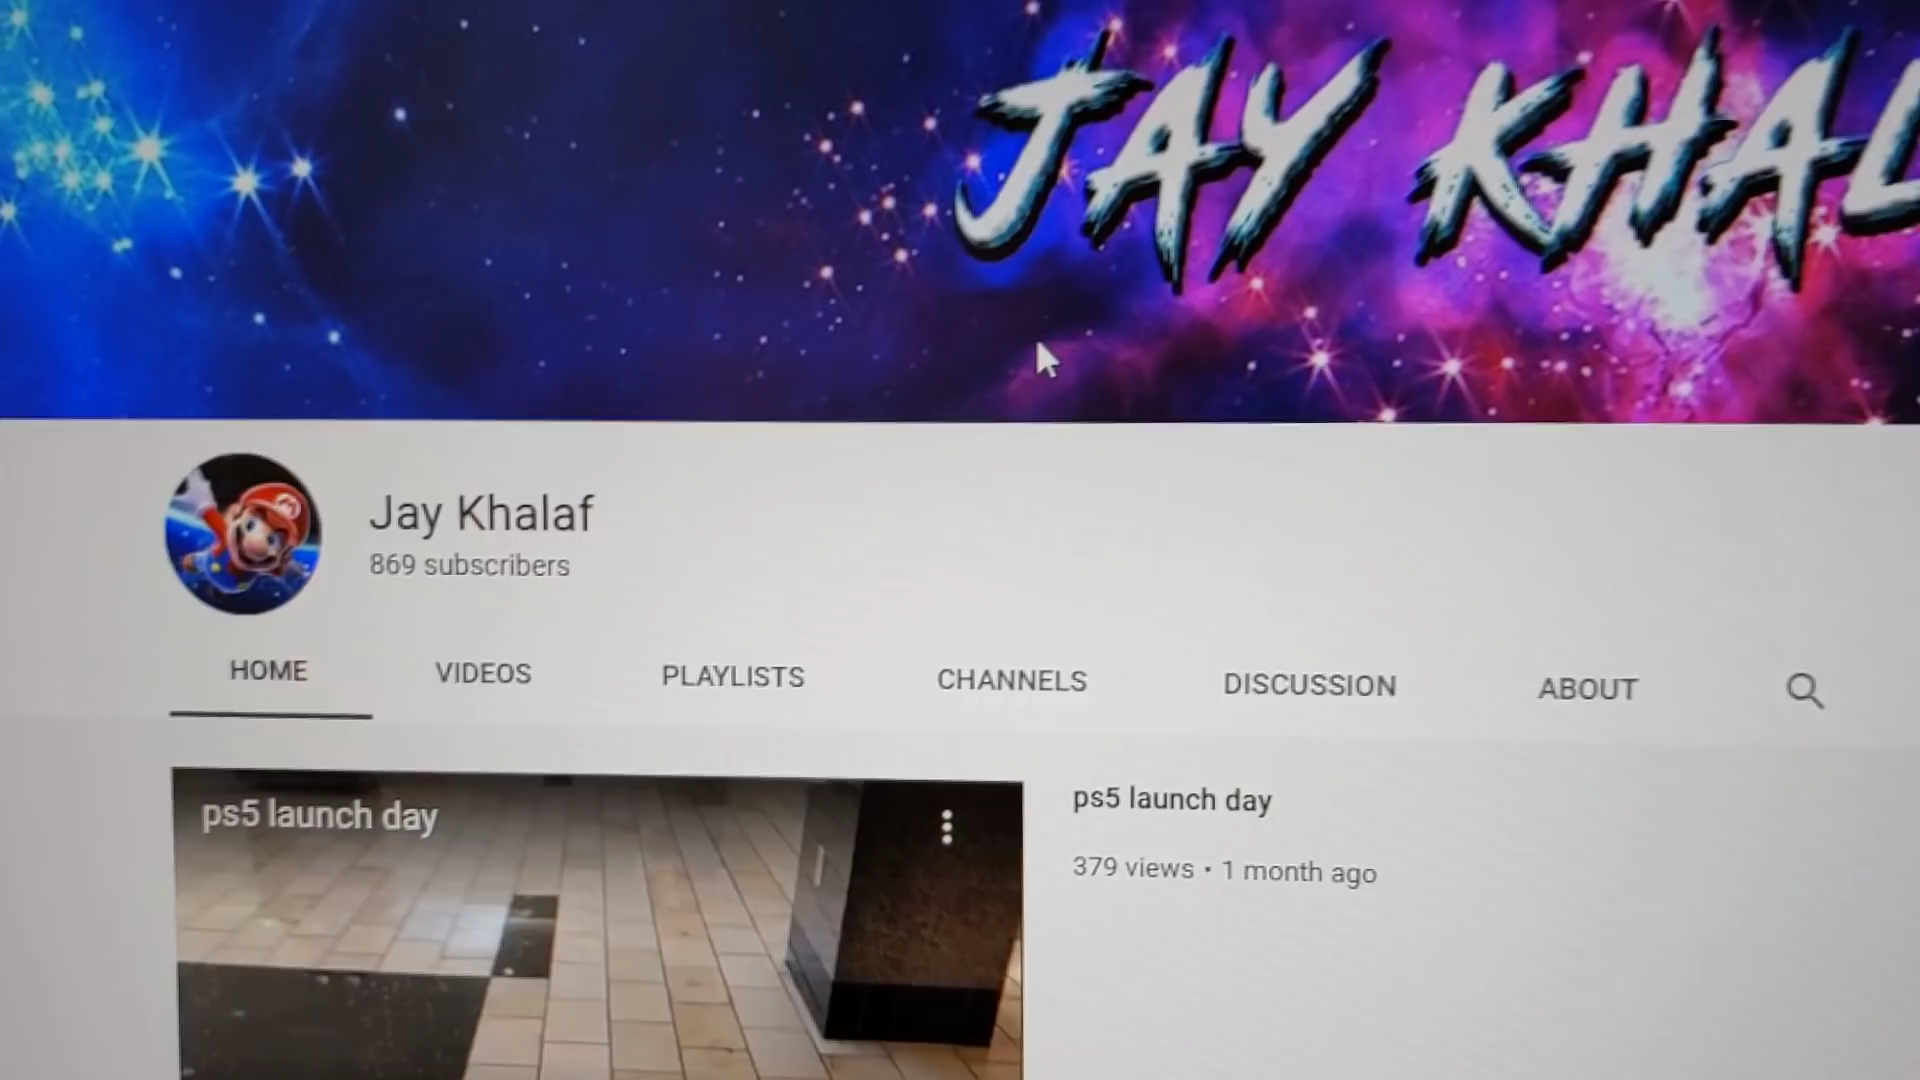 JAY KHAL
Jay Khalaf
869 subscribers
HOME
VIDEOS
PLAYLISTS
CHANNELS
DISCUSSION
ABOUT
ps5 launch day
ps5 launch day
379 views • 1 month ago